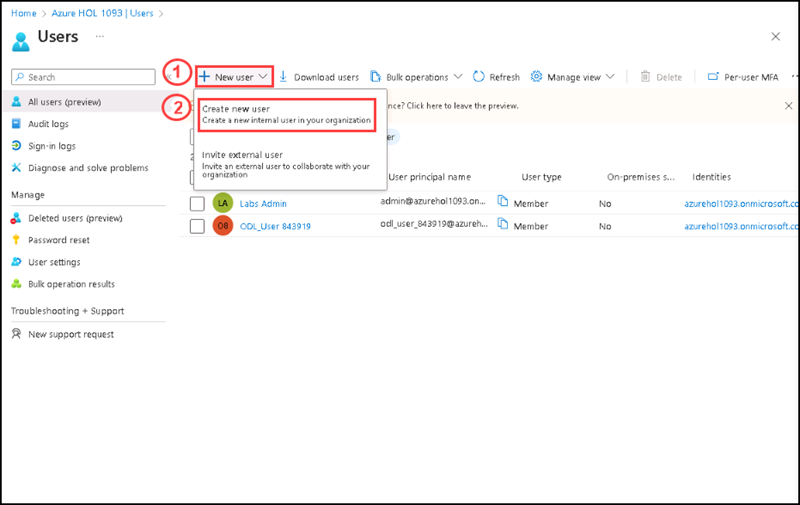 Home > Azure HOL 1093 | Users >
Users ...
Search
1 + New user Download users Bulk operations Refresh Manage view Delete Per-user MFA ...
All users (preview)
Audit logs
Sign-in logs
Diagnose and solve problems
Manage
Deleted users (preview)
Password reset
User settings
Bulk operation results
Troubleshooting + Support
New support request
2 Create new user
Create a new internal user in your organization
Invite external user
Invite an external user to collaborate with your
organization
nce? Click here to leave the preview.
er
User principal name User type On-premises s... Identities
LA Labs Admin admin@azurehol1093.on... Member No azurehol1093.onmicrosoft.co
OB ODL_User 843919 odl_user_843919@azureh... Member No azurehol1093.onmicrosoft.co